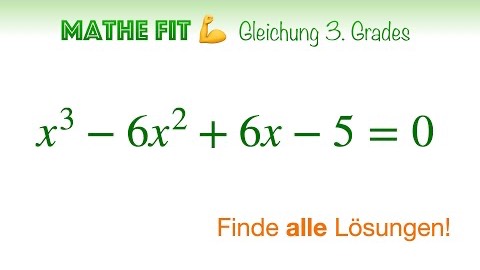 MATHE FIT 💪 Gleichung 3. Grades
x³ − 6x² + 6x − 5 = 0
Finde alle Lösungen!